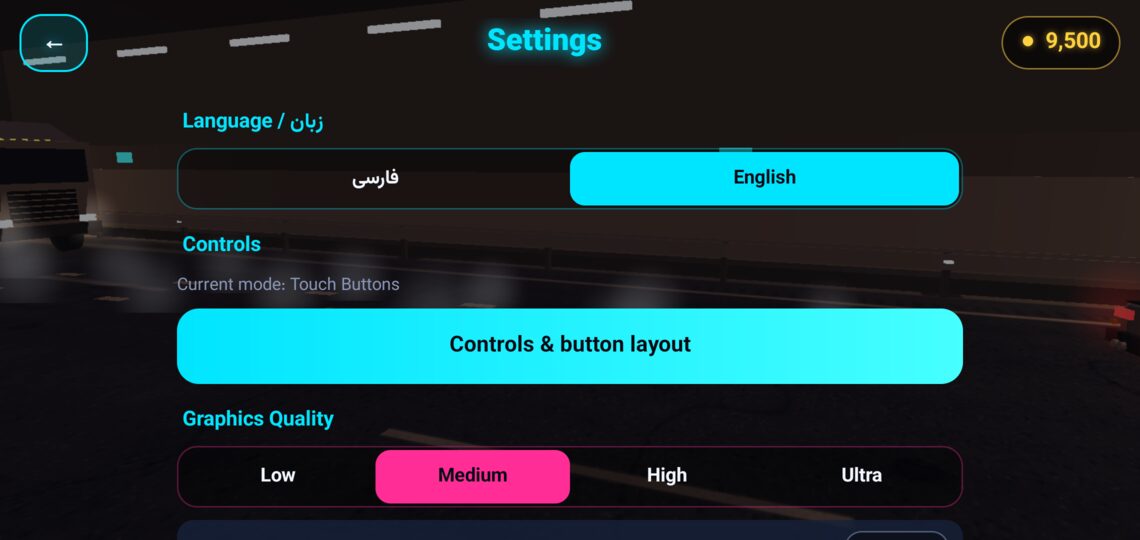 ←
Settings
9,500
Language / زبان
فارسی
English
Controls
Current mode: Touch Buttons
Controls & button layout
Graphics Quality
Low
Medium
High
Ultra